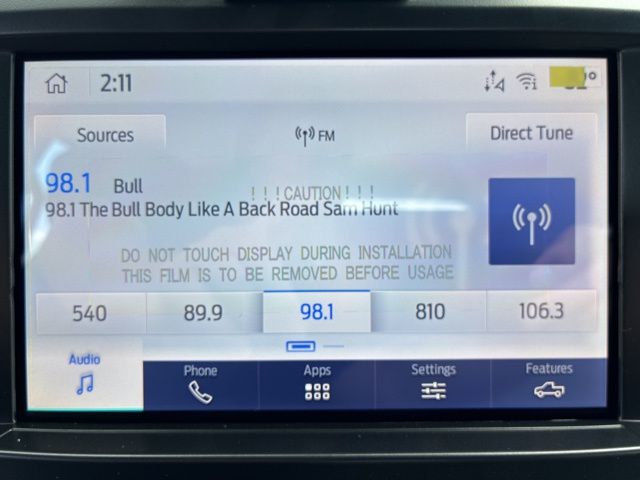 2:11
Sources
FM
Direct Tune
98.1 Bull
! ! ! CAUTION ! ! !
98.1 The Bull Body Like A Back Road Sam Hunt
DO NOT TOUCH DISPLAY DURING INSTALLATION
THIS FILM IS TO BE REMOVED BEFORE USAGE
540 89.9 98.1 810 106.3
Audio Phone Apps Settings Features